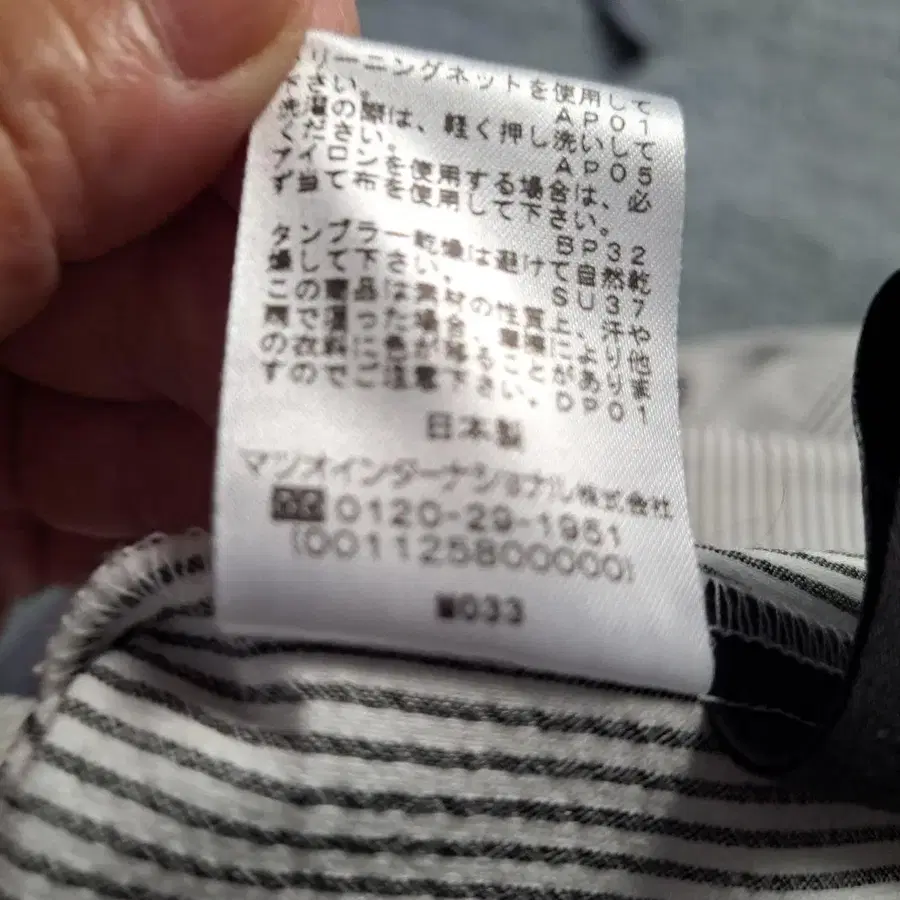 リーニングネットを使用して
下さい。 AP01
洗濯の際は、軽く押し洗いして
ください。 AP05
アイロンを使用する場合は、必
ず当て布を使用して下さい。
BP32
タンブラー乾燥は避けて自然乾
燥して下さい。 SU37
この商品は素材の性質上、汗や
雨で湿った場合、摩擦により他
の衣料に色が移ることがあり
すのでご注意下さい。 DP01
日本製
マツオインターナショナル株式会社
0120-29-1951
(001125800000)
033